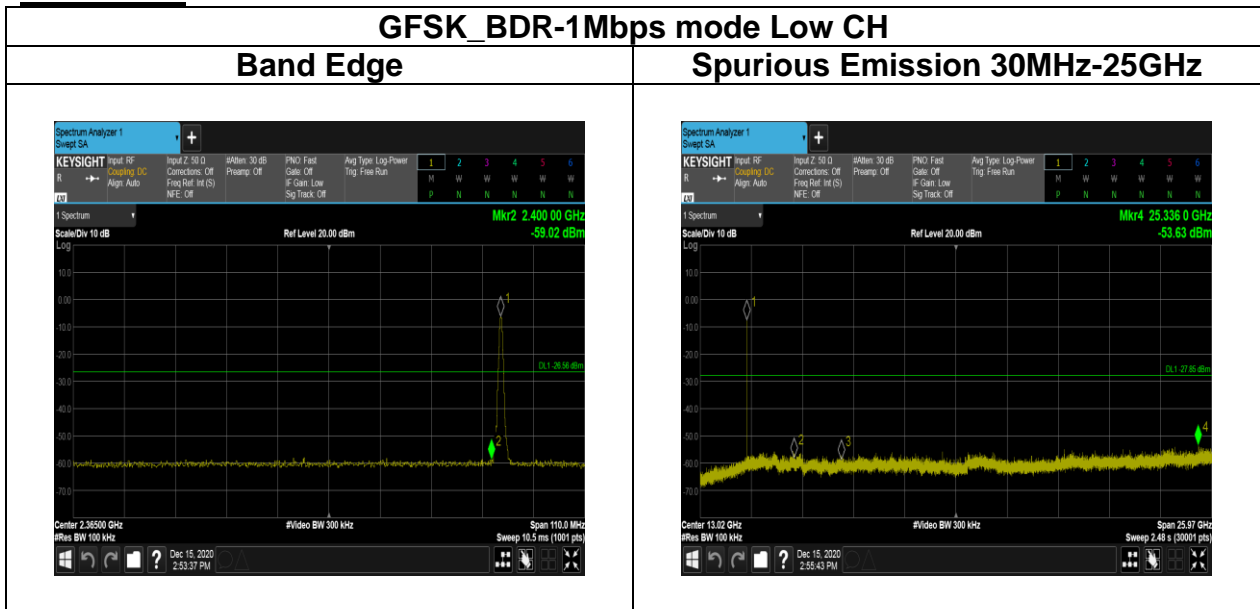 GFSK_BDR-1Mbps mode Low CH
Band Edge
Spurious Emission 30MHz-25GHz
Spectrum Analyzer 1
Swept SA
+
KEYSIGHT
R
LXI
Input: RF
Coupling: DC
Align: Auto
Input Z: 50 Ω
Corrections: Off
Freq Ref: Int (S)
NFE: Off
#Atten: 30 dB
Preamp: Off
PNO: Fast
Gate: Off
IF Gain: Low
Sig Track: Off
Avg Type: Log-Power
Trig: Free Run
1 2 3 4 5 6
M W W W W W
P N N N N N
1 Spectrum
Mkr2 2.400 00 GHz
Scale/Div 10 dB
Ref Level 20.00 dBm
-59.02 dBm
Log
10.0
0.00
1
-10.0
-20.0
DL1 -26.56 dBm
-30.0
-40.0
-50.0
2
-60.0
-70.0
Center 2.36500 GHz
#Video BW 300 kHz
Span 110.0 MHz
#Res BW 100 kHz
Sweep 10.5 ms (1001 pts)
?
Dec 15, 2020
2:53:37 PM
Spectrum Analyzer 1
Swept SA
+
KEYSIGHT
R
LXI
Input: RF
Coupling: DC
Align: Auto
Input Z: 50 Ω
Corrections: Off
Freq Ref: Int (S)
NFE: Off
#Atten: 30 dB
Preamp: Off
PNO: Fast
Gate: Off
IF Gain: Low
Sig Track: Off
Avg Type: Log-Power
Trig: Free Run
1 2 3 4 5 6
M W W W W W
P N N N N N
1 Spectrum
Mkr4 25.336 0 GHz
Scale/Div 10 dB
Ref Level 20.00 dBm
-53.63 dBm
Log
10.0
0.00
1
-10.0
-20.0
DL1 -27.85 dBm
-30.0
-40.0
4
-50.0
2 3
-60.0
-70.0
Center 13.02 GHz
#Video BW 300 kHz
Span 25.97 GHz
#Res BW 100 kHz
Sweep 2.48 s (30001 pts)
?
Dec 15, 2020
2:55:43 PM